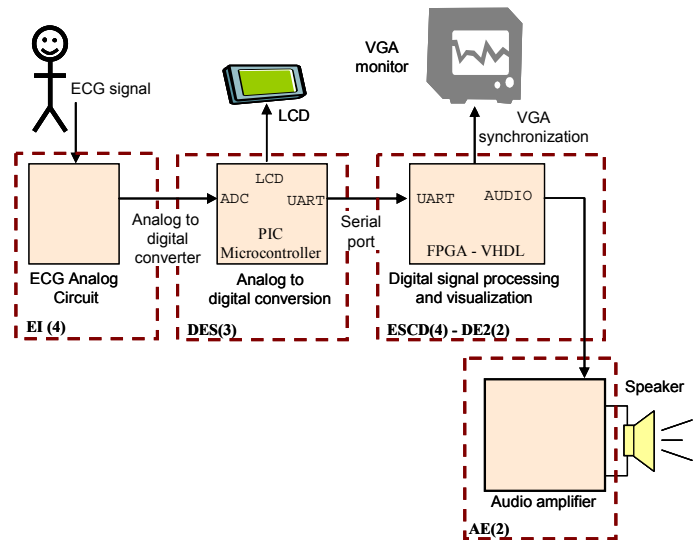 ECG signal
ECG Analog
Circuit
EI (4)
Analog to
digital
converter
LCD
LCD
ADC
UART
PIC
Microcontroller
Analog to
digital conversion
DES(3)
Serial
port
VGA
monitor
VGA
synchronization
UART
AUDIO
FPGA - VHDL
Digital signal processing
and visualization
ESCD(4) - DE2(2)
Speaker
Audio amplifier
AE(2)